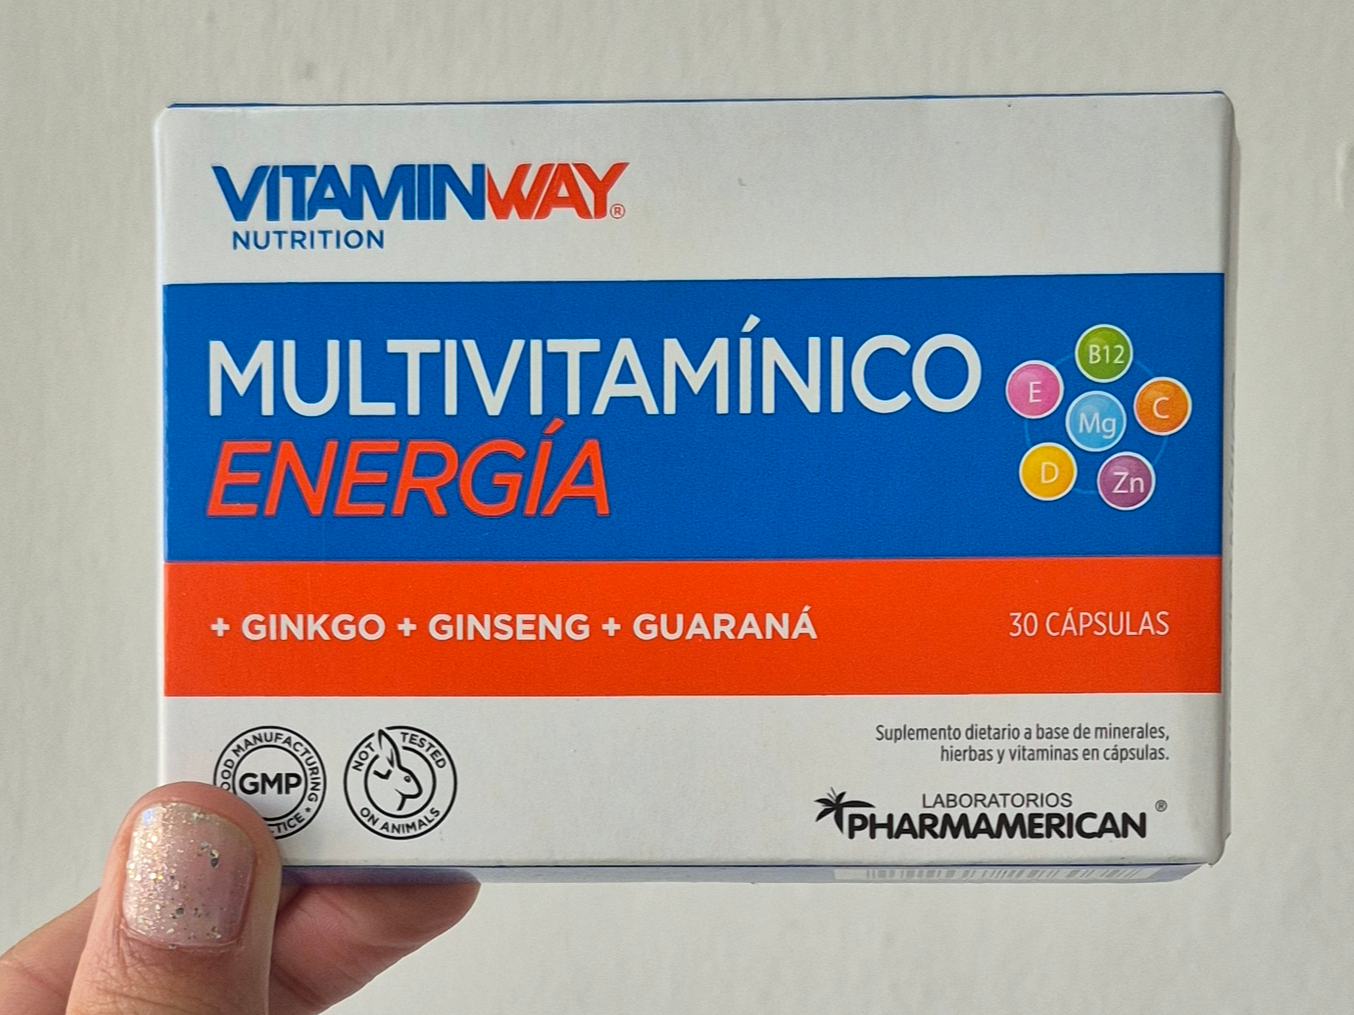 VITAMINWAY®
NUTRITION
MULTIVITAMÍNICO
ENERGÍA
B12
E
C
Mg
D
Zn
+ GINKGO + GINSENG + GUARANÁ
30 CÁPSULAS
MANUFACTURING
GMP
NOT TESTED
ON ANIMALS
Suplemento dietario a base de minerales,
hierbas y vitaminas en cápsulas.
LABORATORIOS
PHARMAMERICAN®